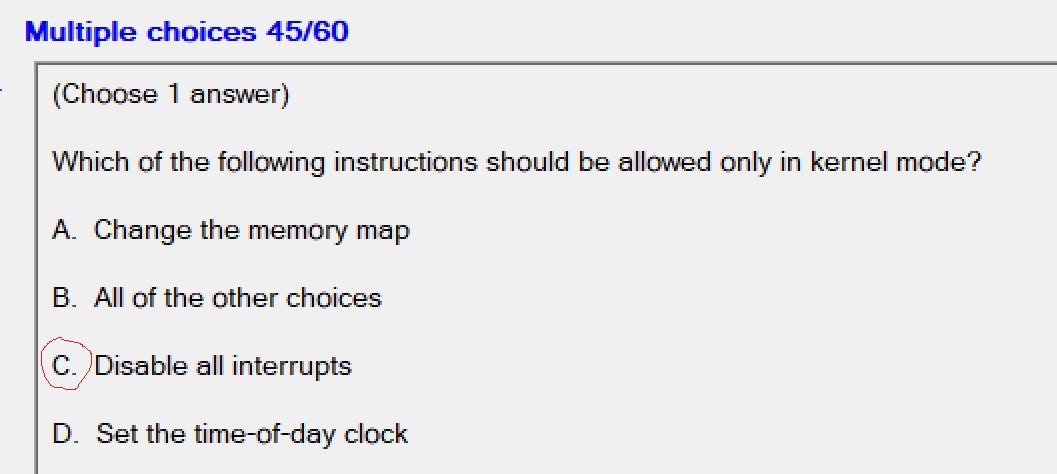 Multiple choices 45/60
(Choose 1 answer)
Which of the following instructions should be allowed only in kernel mode?
A. Change the memory map
B. All of the other choices
C. Disable all interrupts
D. Set the time-of-day clock